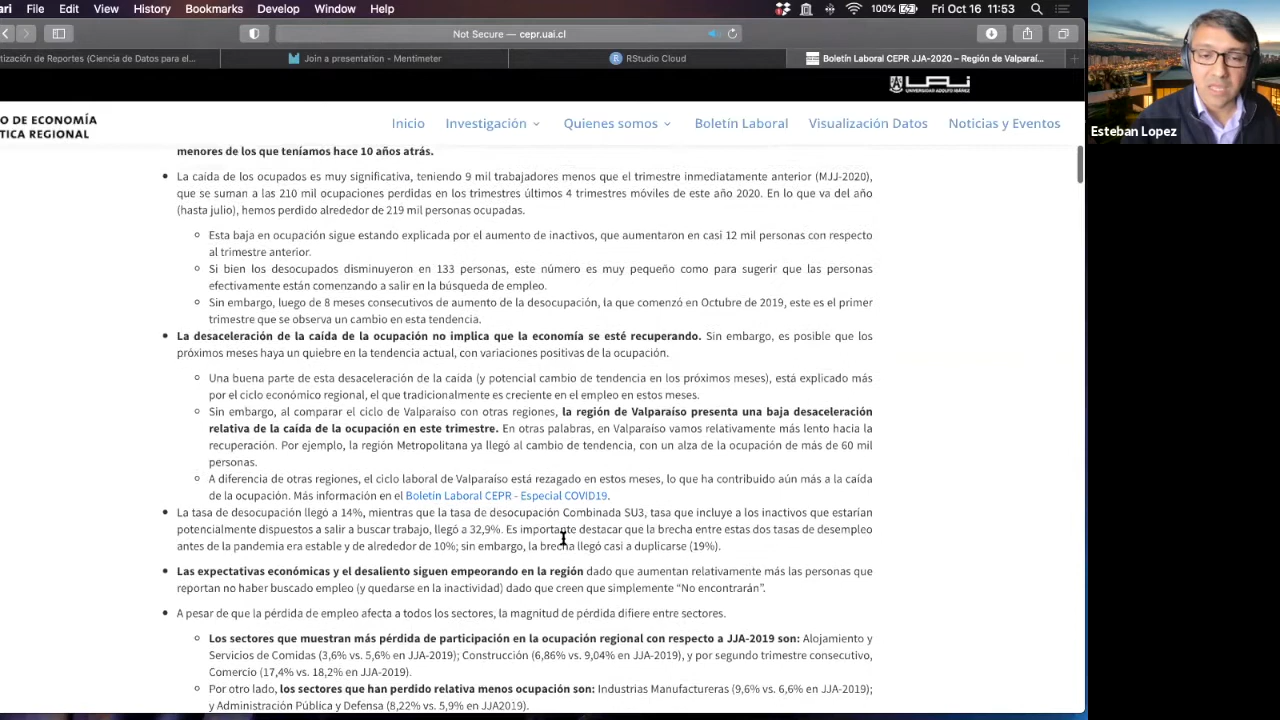 ari File Edit View History Bookmarks Develop Window Help 100% Fri Oct 16 11:53
Not Secure — cepr.uai.cl
tización de Reportes (Ciencia de Datos para el... Join a presentation - Mentimeter RStudio Cloud Boletín Laboral CEPR JJA-2020 – Región de Valparaí...
UAI
UNIVERSIDAD ADOLFO IBÁÑEZ
O DE ECONOMÍA
TICA REGIONAL
Inicio Investigación Quienes somos Boletín Laboral Visualización Datos Noticias y Eventos
Esteban Lopez
menores de los que teníamos hace 10 años atrás.
La caída de los ocupados es muy significativa, teniendo 9 mil trabajadores menos que el trimestre inmediatamente anterior (MJJ-2020),
que se suman a las 210 mil ocupaciones perdidas en los trimestres últimos 4 trimestres móviles de este año 2020. En lo que va del año
(hasta julio), hemos perdido alrededor de 219 mil personas ocupadas.
Esta baja en ocupación sigue estando explicada por el aumento de inactivos, que aumentaron en casi 12 mil personas con respecto
al trimestre anterior.
Si bien los desocupados disminuyeron en 133 personas, este número es muy pequeño como para sugerir que las personas
efectivamente están comenzando a salir en la búsqueda de empleo.
Sin embargo, luego de 8 meses consecutivos de aumento de la desocupación, la que comenzó en Octubre de 2019, este es el primer
trimestre que se observa un cambio en esta tendencia.
La desaceleración de la caída de la ocupación no implica que la economía se esté recuperando. Sin embargo, es posible que los
próximos meses haya un quiebre en la tendencia actual, con variaciones positivas de la ocupación.
Una buena parte de esta desaceleración de la caída (y potencial cambio de tendencia en los próximos meses), está explicado más
por el ciclo económico regional, el que tradicionalmente es creciente en el empleo en estos meses.
Sin embargo, al comparar el ciclo de Valparaíso con otras regiones, la región de Valparaíso presenta una baja desaceleración
relativa de la caída de la ocupación en este trimestre. En otras palabras, en Valparaíso vamos relativamente más lento hacia la
recuperación. Por ejemplo, la región Metropolitana ya llegó al cambio de tendencia, con un alza de la ocupación de más de 60 mil
personas.
A diferencia de otras regiones, el ciclo laboral de Valparaíso está rezagado en estos meses, lo que ha contribuido aún más a la caída
de la ocupación. Más información en el Boletín Laboral CEPR - Especial COVID19.
La tasa de desocupación llegó a 14%, mientras que la tasa de desocupación Combinada SU3, tasa que incluye a los inactivos que estarían
potencialmente dispuestos a salir a buscar trabajo, llegó a 32,9%. Es importante destacar que la brecha entre estas dos tasas de desempleo
antes de la pandemia era estable y de alrededor de 10%; sin embargo, la brecha llegó casi a duplicarse (19%).
Las expectativas económicas y el desaliento siguen empeorando en la región dado que aumentan relativamente más las personas que
reportan no haber buscado empleo (y quedarse en la inactividad) dado que creen que simplemente “No encontrarán”.
A pesar de que la pérdida de empleo afecta a todos los sectores, la magnitud de pérdida difiere entre sectores.
Los sectores que muestran más pérdida de participación en la ocupación regional con respecto a JJA-2019 son: Alojamiento y
Servicios de Comidas (3,6% vs. 5,6% en JJA-2019); Construcción (6,86% vs. 9,04% en JJA-2019), y por segundo trimestre consecutivo,
Comercio (17,4% vs. 18,2% en JJA-2019).
Por otro lado, los sectores que han perdido relativa menos ocupación son: Industrias Manufactureras (9,6% vs. 6,6% en JJA-2019);
y Administración Pública y Defensa (8,22% vs. 5,9% en JJA2019).